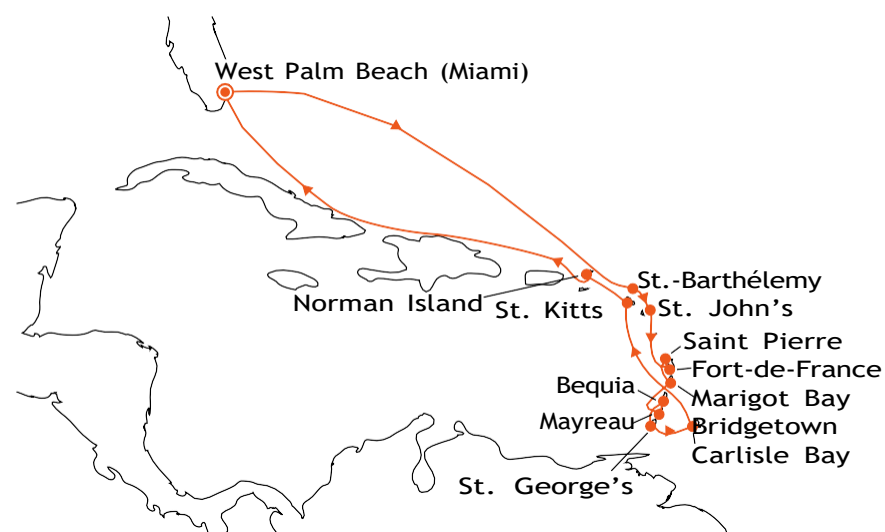 West Palm Beach (Miami)
St.-Barthélemy
Norman Island
St. Kitts
St. John's
Saint Pierre
Fort-de-France
Bequia
Marigot Bay
Mayreau
Bridgetown
Carlisle Bay
St. George's